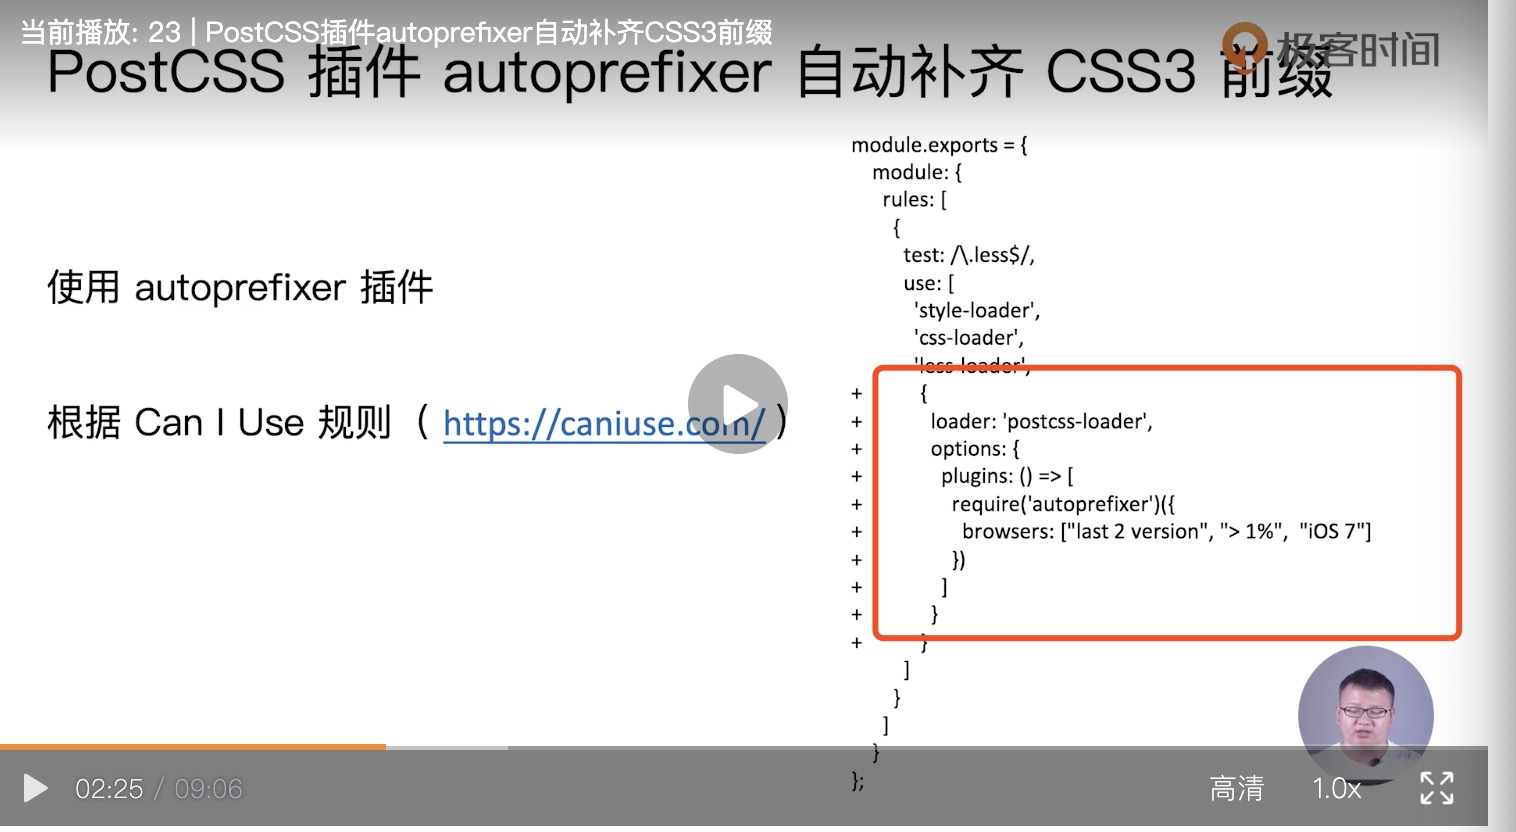 当前播放: 23 | PostCSS插件autoprefixer自动补齐CSS3前缀
极客时间
PostCSS 插件 autoprefixer 自动补齐 CSS3 前缀
使用 autoprefixer 插件
根据 Can I Use 规则（ https://caniuse.com/ ）
module.exports = {
module: {
rules: [
{
test: /\.less$/,
use: [
'style-loader',
'css-loader',
'less-loader',
+ {
+ loader: 'postcss-loader',
+ options: {
+ plugins: () => [
+ require('autoprefixer')({
+ browsers: ["last 2 version", "> 1%", "iOS 7"]
+ })
+ ]
+ }
+ }
]
}
]
}
};
02:25 / 09:06
高清
1.0x